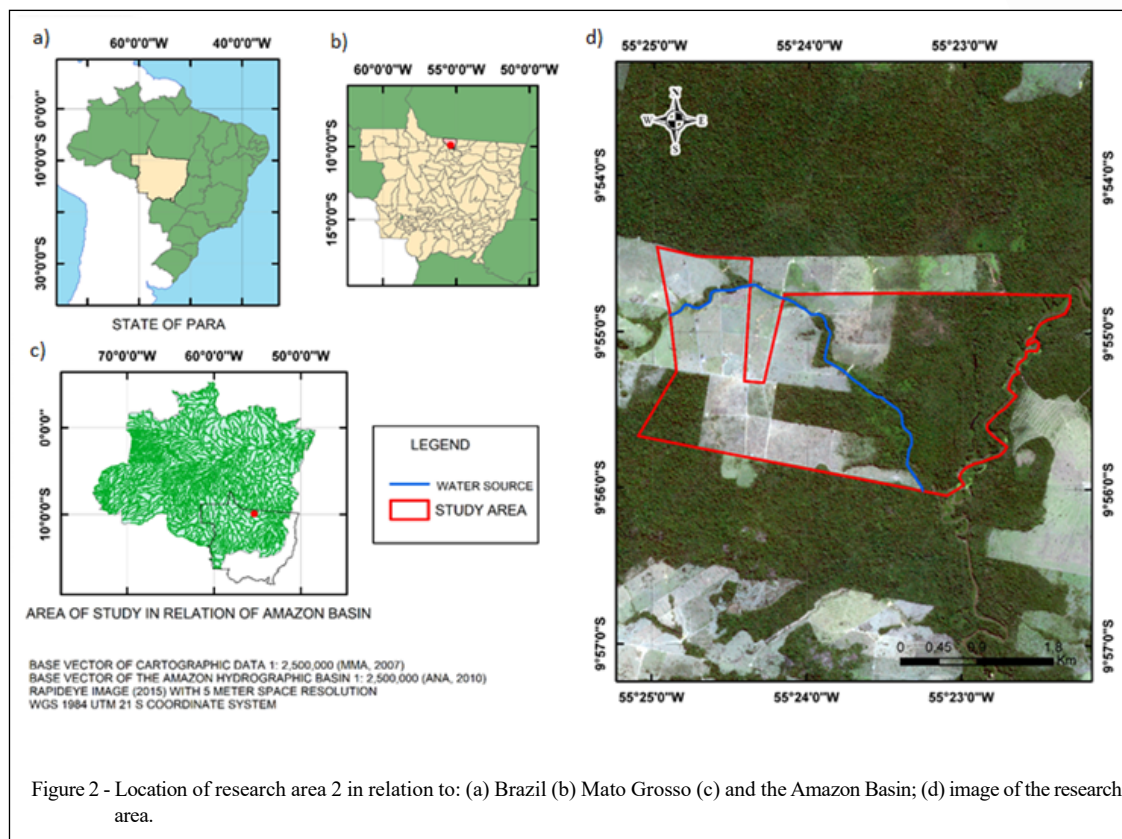 a)
60°0'0"W 40°0'0"W
0°0'0"
10°0'0"S
30°0'0"S
STATE OF PARA
b)
60°0'0"W 55°0'0"W 50°0'0"W
10°0'0"S
15°0'0"S
c)
70°0'0"W 60°0'0"W 50°0'0"W
0°0'0"
10°0'0"S
AREA OF STUDY IN RELATION OF AMAZON BASIN
LEGEND
WATER SOURCE
STUDY AREA
BASE VECTOR OF CARTOGRAPHIC DATA 1: 2,500,000 (MMA, 2007)
BASE VECTOR OF THE AMAZON HYDROGRAPHIC BASIN 1: 2,500,000 (ANA, 2010)
RAPIDEYE IMAGE (2015) WITH 5 METER SPACE RESOLUTION
WGS 1984 UTM 21 S COORDINATE SYSTEM
d)
55°25'0"W 55°24'0"W 55°23'0"W
N
W E
S
9°54'0"S 9°54'0"S
9°55'0"S 9°55'0"S
9°56'0"S 9°56'0"S
9°57'0"S 9°57'0"S
0 0.45 0.9 1.8
Km
55°25'0"W 55°24'0"W 55°23'0"W
Figure 2 - Location of research area 2 in relation to: (a) Brazil (b) Mato Grosso (c) and the Amazon Basin; (d) image of the research
area.